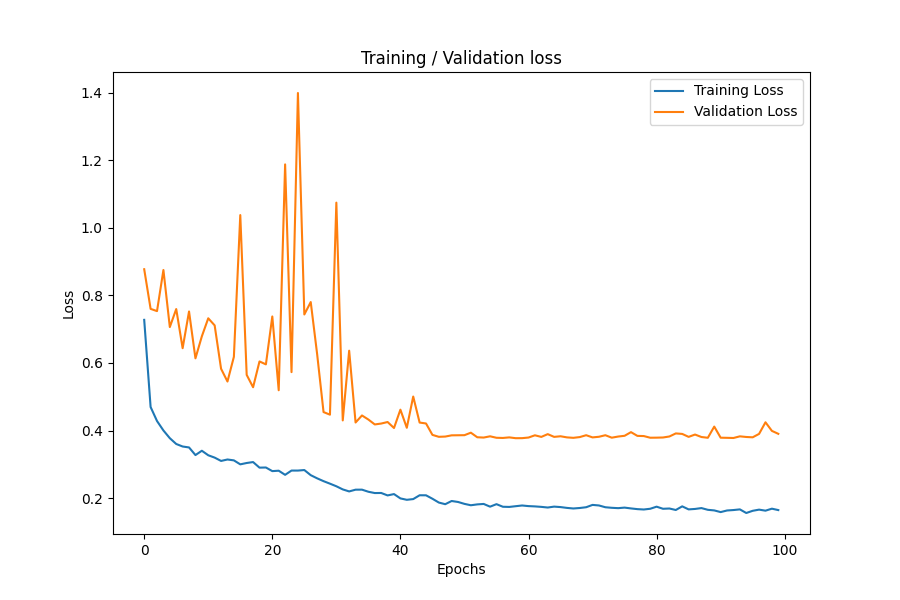 Training / Validation loss
Training Loss
Validation Loss
1.4
1.2
1.0
0.8
0.6
0.4
0.2
Loss
0 20 40 60 80 100
Epochs